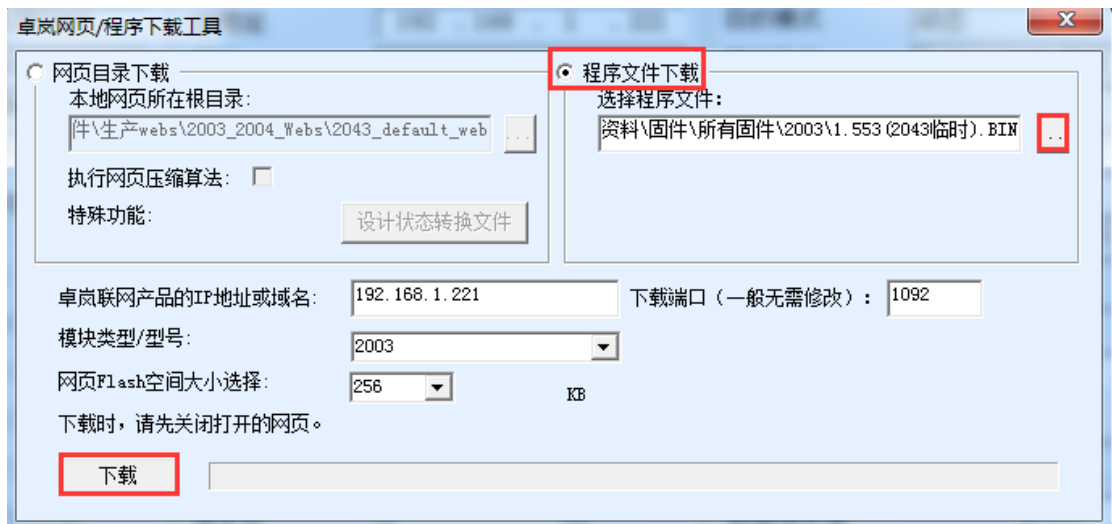 卓岚网页/程序下载工具
网页目录下载
本地网页所在根目录:
件\生产webs\2003_2004_Webs\2043_default_web
...
执行网页压缩算法:
特殊功能:
设计状态转换文件
程序文件下载
选择程序文件:
资料\固件\所有固件\2003\1.553(2043临时).BIN
..
卓岚联网产品的IP地址或域名:
192.168.1.221
下载端口（一般无需修改）:
1092
模块类型/型号:
2003
网页Flash空间大小选择:
256
KB
下载时，请先关闭打开的网页。
下载